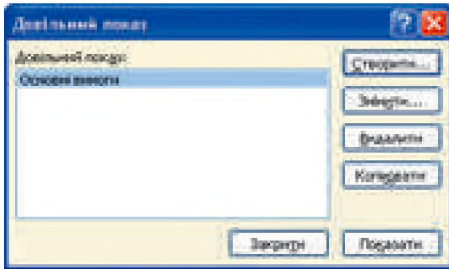 Довільний показ
Довільний показ:
Основні вимоги
Створити...
Змінити...
Видалити
Копіювати
Закрити
Показати